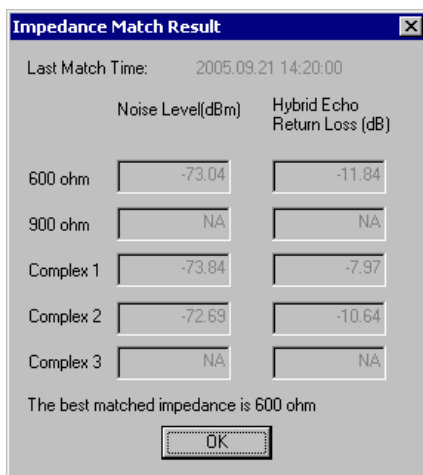 Impedance Match Result
Last Match Time: 2005.09.21 14:20:00
Noise Level(dBm) Hybrid Echo Return Loss (dB)
600 ohm -73.04 -11.84
900 ohm NA NA
Complex 1 -73.84 -7.97
Complex 2 -72.69 -10.64
Complex 3 NA NA
The best matched impedance is 600 ohm
OK